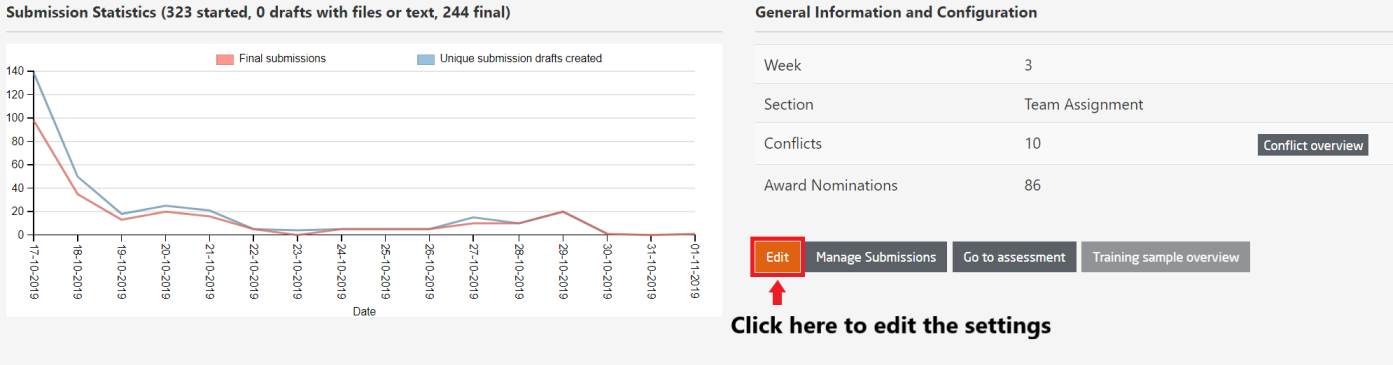 Submission Statistics (323 started, 0 drafts with files or text, 244 final)
Final submissions
Unique submission drafts created
140
120
100
80
60
40
20
0
17-10-2019
18-10-2019
19-10-2019
20-10-2019
21-10-2019
22-10-2019
23-10-2019
24-10-2019
25-10-2019
26-10-2019
27-10-2019
28-10-2019
29-10-2019
30-10-2019
31-10-2019
01-11-2019
Date
General Information and Configuration
Week 3
Section Team Assignment
Conflicts 10 Conflict overview
Award Nominations 86
Edit Manage Submissions Go to assessment Training sample overview
Click here to edit the settings